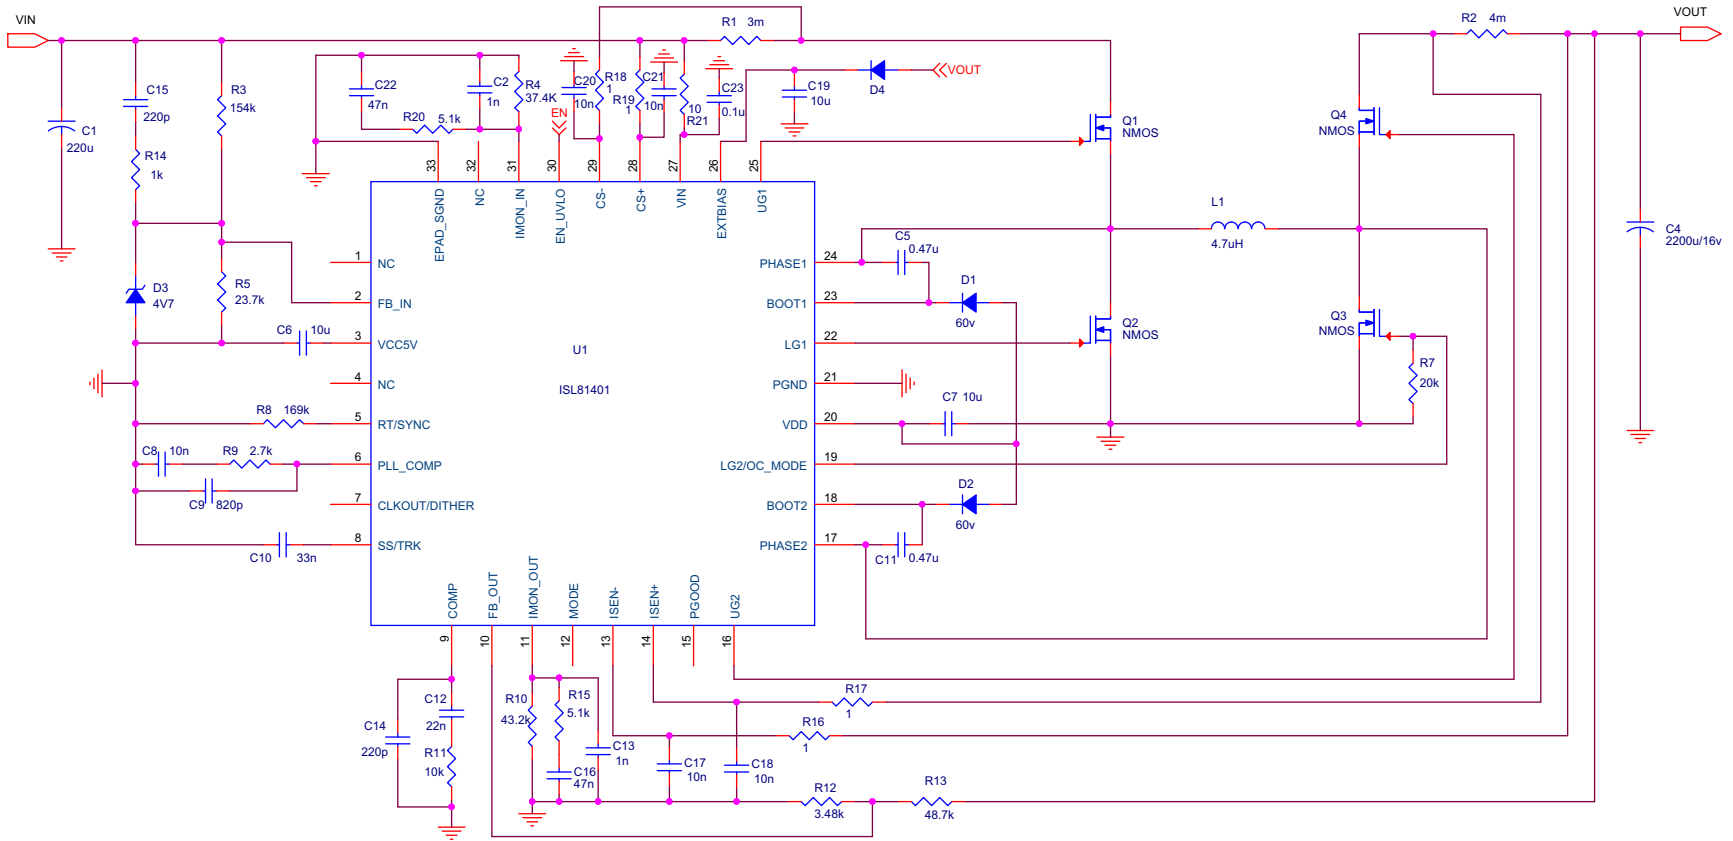 VIN
R1 3m
R2 4m
VOUT
C15
220p
R3
154k
C22
47n
C2
1n
R4
37.4K
C20
10n
R18
1
C21
10n
R19
1
10
R21
C23
0.1u
C19
10u
D4
VOUT
EN
C1
220u
R20 5.1k
R14
1k
Q1
NMOS
Q4
NMOS
33
32
31
30
29
28
27
26
25
EPAD_SGND
NC
IMON_IN
EN_UVLO
CS-
CS+
VIN
EXTBIAS
UG1
L1
4.7uH
C4
2200u/16v
C5
0.47u
1 NC
2 FB_IN
3 VCC5V
4 NC
5 RT/SYNC
6 PLL_COMP
7 CLKOUT/DITHER
8 SS/TRK
24 PHASE1
23 BOOT1
22 LG1
21 PGND
20 VDD
19 LG2/OC_MODE
18 BOOT2
17 PHASE2
U1
ISL81401
D3
4V7
R5
23.7k
C6 10u
D1
60v
Q2
NMOS
Q3
NMOS
R7
20k
C7 10u
R8 169k
C8 10n
R9 2.7k
C9 820p
C10 33n
D2
60v
C11 0.47u
COMP
FB_OUT
IMON_OUT
MODE
ISEN-
ISEN+
PGOOD
UG2
9
10
11
12
13
14
15
16
C14
220p
C12
22n
R11
10k
R10
43.2k
R15
5.1k
C16
47n
C13
1n
C17
10n
C18
10n
R17
1
R16
1
R12
3.48k
R13
48.7k